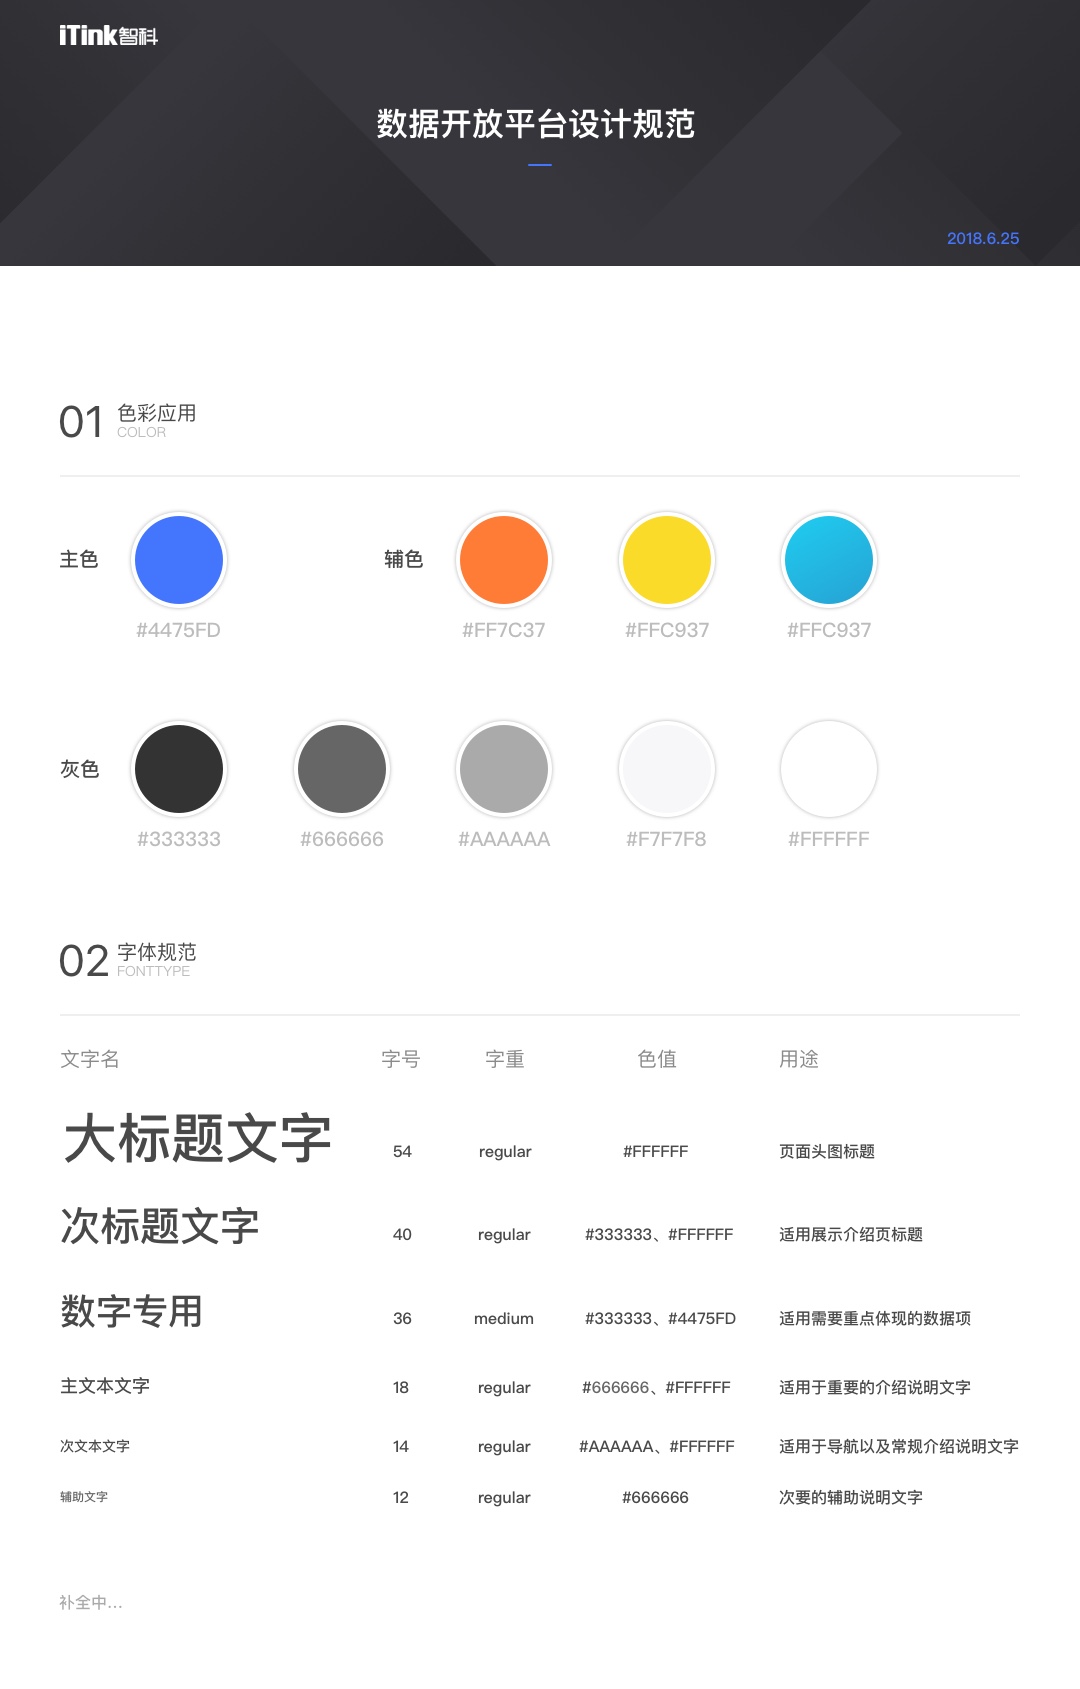 iTink智科
数据开放平台设计规范
2018.6.25
01 色彩应用
COLOR
主色
辅色
#4475FD
#FF7C37
#FFC937
#FFC937
灰色
#333333
#666666
#AAAAAA
#F7F7F8
#FFFFFF
02 字体规范
FONTTYPE
文字名 字号 字重 色值 用途
大标题文字 54 regular #FFFFFF 页面头图标题
次标题文字 40 regular #333333、#FFFFFF 适用展示介绍页标题
数字专用 36 medium #333333、#4475FD 适用需要重点体现的数据项
主文本文字 18 regular #666666、#FFFFFF 适用于重要的介绍说明文字
次文本文字 14 regular #AAAAAA、#FFFFFF 适用于导航以及常规介绍说明文字
辅助文字 12 regular #666666 次要的辅助说明文字
补全中...